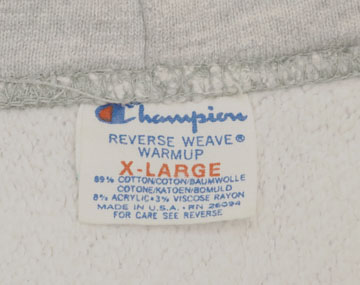 Champion
REVERSE WEAVE®
WARMUP
X-LARGE
89% COTTON/COTON/BAUMWOLLE
COTONE/KATOEN/BOMULD
8% ACRYLIC • 3% VISCOSE RAYON
MADE IN U.S.A. • RN 26094
FOR CARE SEE REVERSE